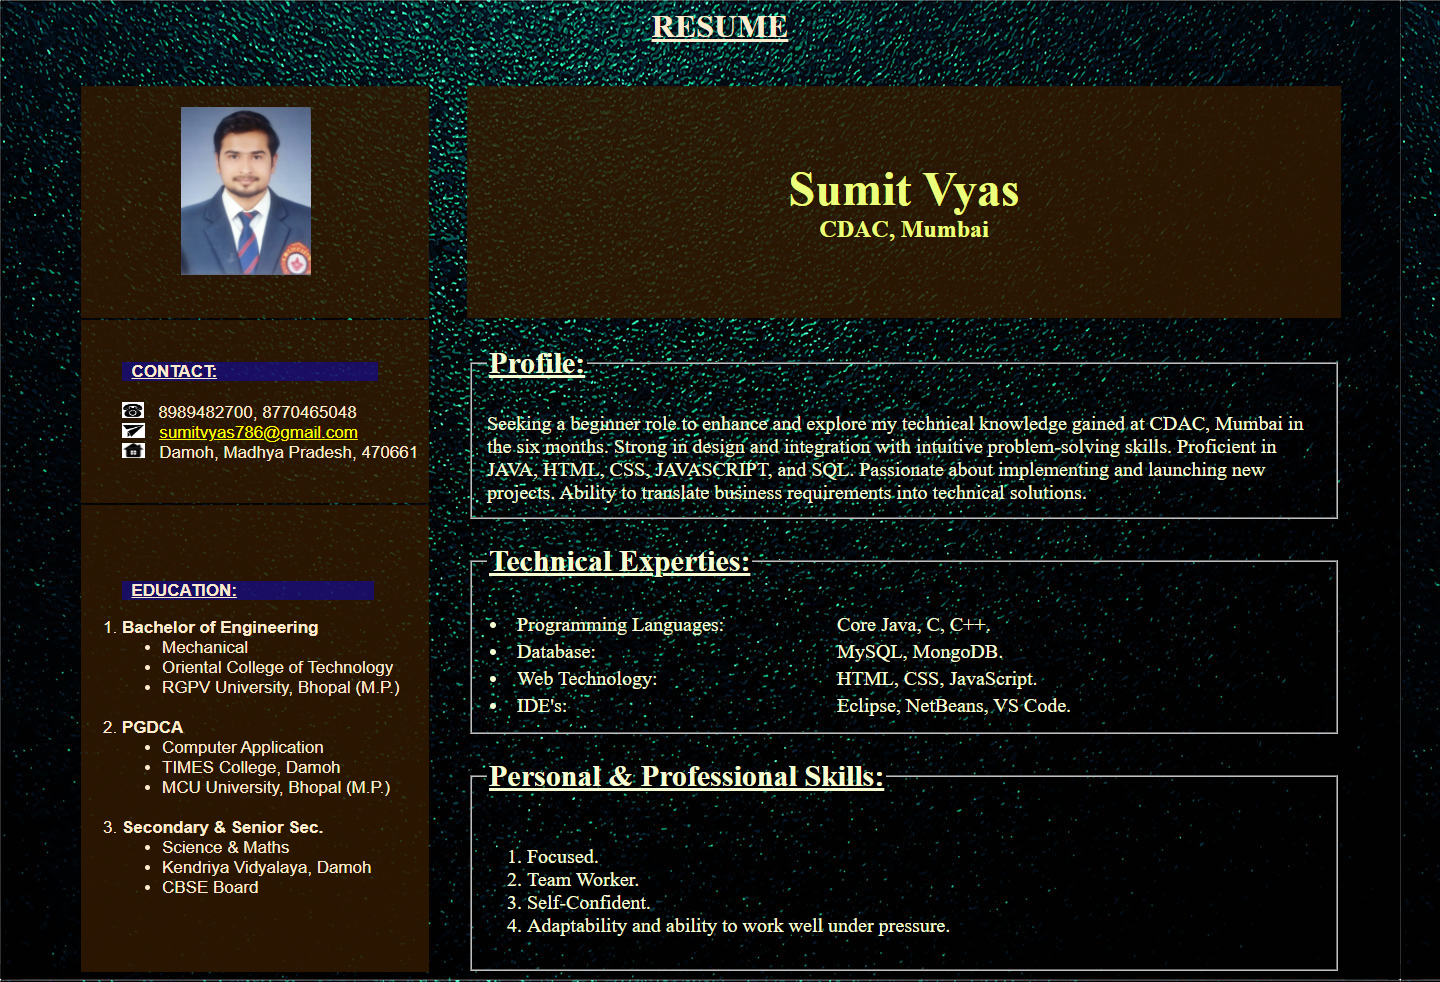 RESUME
Sumit Vyas
CDAC, Mumbai
CONTACT:
8989482700, 8770465048
sumitvyas786@gmail.com
Damoh, Madhya Pradesh, 470661
EDUCATION:
1. Bachelor of Engineering
• Mechanical
• Oriental College of Technology
• RGPV University, Bhopal (M.P.)
2. PGDCA
• Computer Application
• TIMES College, Damoh
• MCU University, Bhopal (M.P.)
3. Secondary & Senior Sec.
• Science & Maths
• Kendriya Vidyalaya, Damoh
• CBSE Board
Profile:
Seeking a beginner role to enhance and explore my technical knowledge gained at CDAC, Mumbai in
the six months. Strong in design and integration with intuitive problem-solving skills. Proficient in
JAVA, HTML, CSS, JAVASCRIPT, and SQL. Passionate about implementing and launching new
projects. Ability to translate business requirements into technical solutions.
Technical Experties:
• Programming Languages: Core Java, C, C++.
• Database: MySQL, MongoDB.
• Web Technology: HTML, CSS, JavaScript.
• IDE's: Eclipse, NetBeans, VS Code.
Personal & Professional Skills:
1. Focused.
2. Team Worker.
3. Self-Confident.
4. Adaptability and ability to work well under pressure.